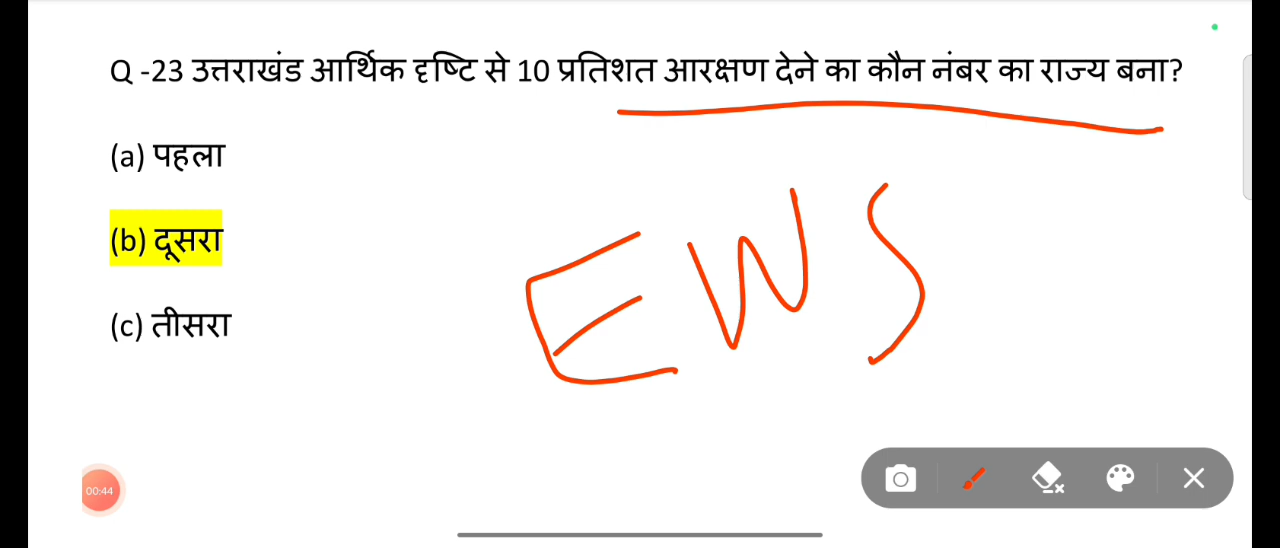 Q -23 उत्तराखंड आर्थिक दृष्टि से 10 प्रतिशत आरक्षण देने का कौन नंबर का राज्य बना?
(a) पहला
(b) दूसरा
(c) तीसरा
EWS
00:44